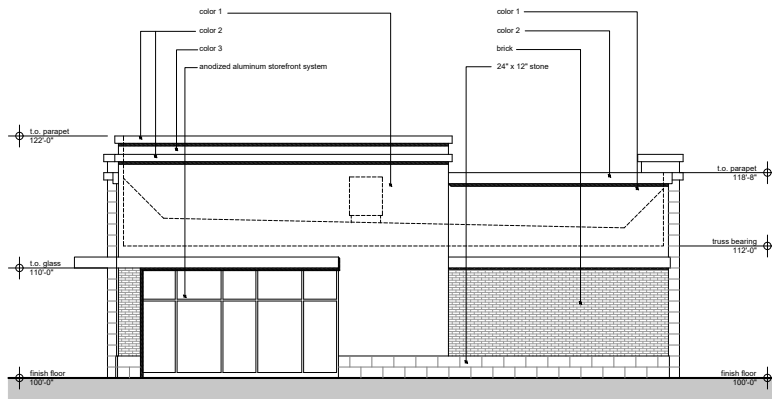 color 1
color 2
color 3
anodized aluminum storefront system
color 1
color 2
brick
24" x 12" stone
t.o. parapet
122'-0"
t.o. parapet
118'-8"
truss bearing
112'-0"
t.o. glass
110'-0"
finish floor
100'-0"
finish floor
100'-0"